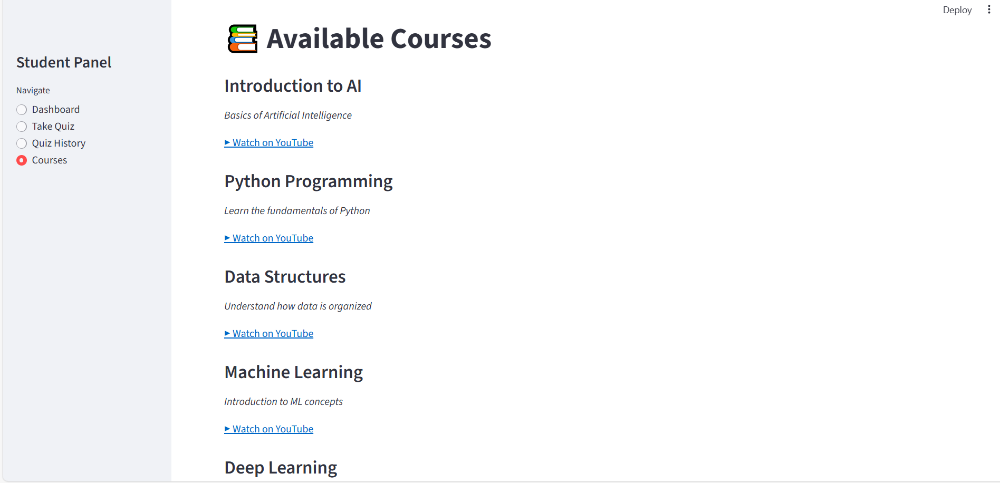 Deploy
Student Panel
Navigate
Dashboard
Take Quiz
Quiz History
Courses
Available Courses
Introduction to AI
Basics of Artificial Intelligence
▶ Watch on YouTube
Python Programming
Learn the fundamentals of Python
▶ Watch on YouTube
Data Structures
Understand how data is organized
▶ Watch on YouTube
Machine Learning
Introduction to ML concepts
▶ Watch on YouTube
Deep Learning